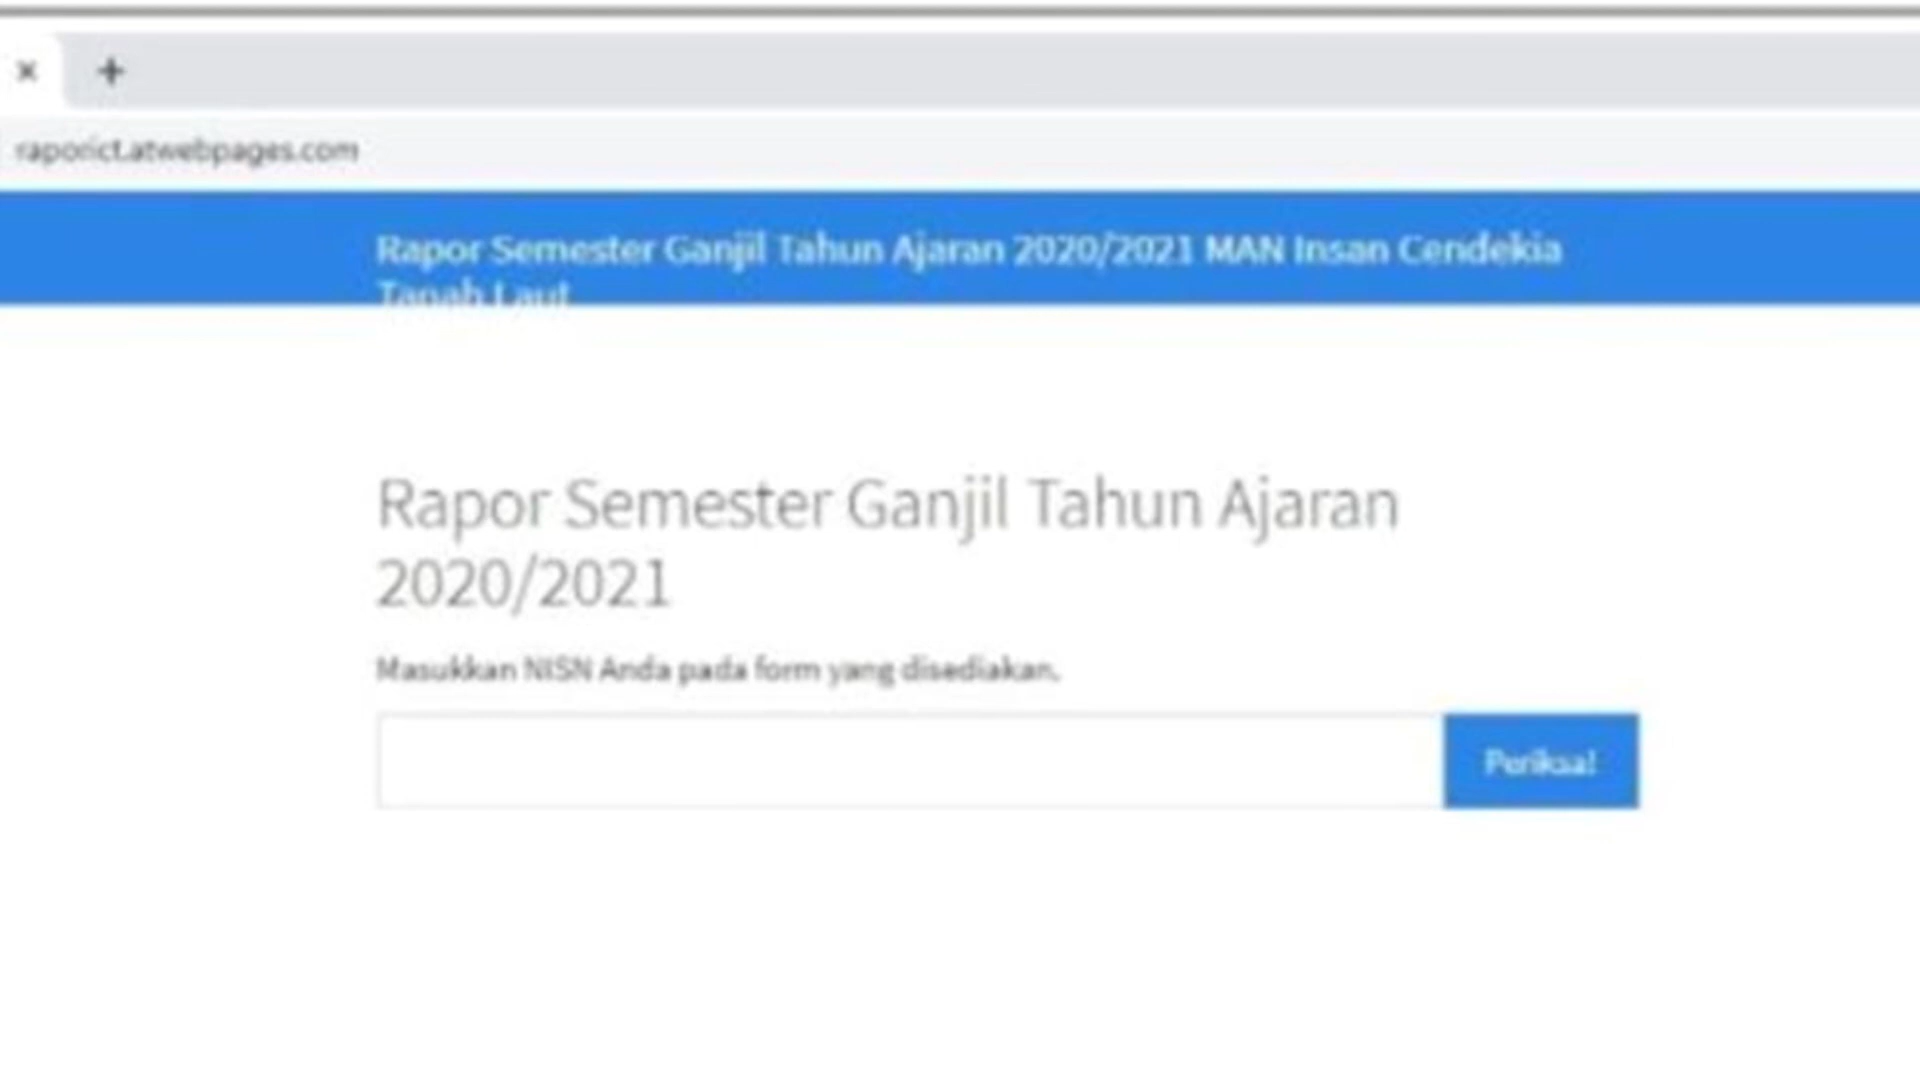 raporict.atwebpages.com
Rapor Semester Ganjil Tahun Ajaran 2020/2021 MAN Insan Cendekia
Tanah Laut
Rapor Semester Ganjil Tahun Ajaran
2020/2021
Masukkan NISN Anda pada form yang disediakan.
Periksa!